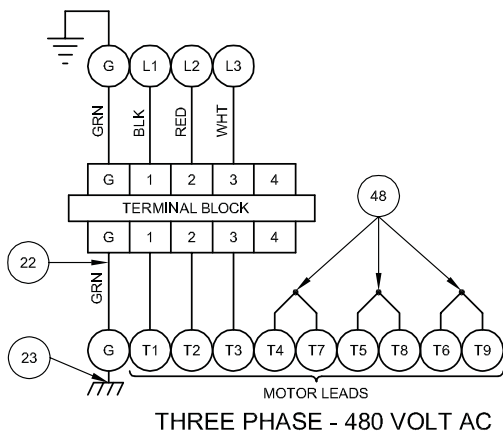 G L1 L2 L3
GRN BLK RED WHT
G 1 2 3 4
TERMINAL BLOCK
G 1 2 3 4
48
22
GRN
23
G T1 T2 T3 T4 T7 T5 T8 T6 T9
MOTOR LEADS
THREE PHASE - 480 VOLT AC